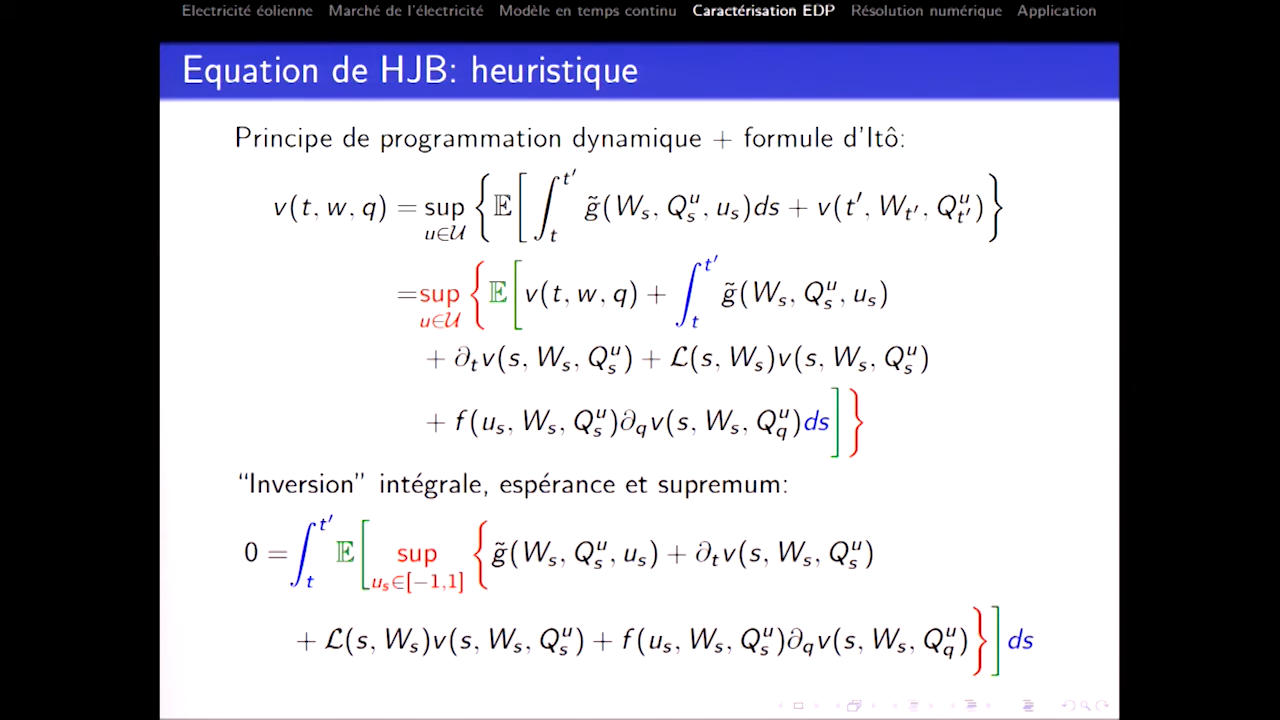 Electricité éolienne Marché de l'électricité Modèle en temps continu Caractérisation EDP Résolution numérique Application
Equation de HJB: heuristique
Principe de programmation dynamique + formule d'Itô:
v(t, w, q) = sup_{u∈𝒰} { 𝔼[ ∫_t^{t′} g̃(W_s, Q_s^u, u_s)ds + v(t′, W_{t′}, Q_{t′}^u) }
= sup_{u∈𝒰} { 𝔼[ v(t, w, q) + ∫_t^{t′} g̃(W_s, Q_s^u, u_s)
+ ∂_t v(s, W_s, Q_s^u) + ℒ(s, W_s)v(s, W_s, Q_s^u)
+ f(u_s, W_s, Q_s^u)∂_q v(s, W_s, Q_q^u)ds ] }
“Inversion” intégrale, espérance et supremum:
0 = ∫_t^{t′} 𝔼[ sup_{u_s∈[-1,1]} { g̃(W_s, Q_s^u, u_s) + ∂_t v(s, W_s, Q_s^u)
+ ℒ(s, W_s)v(s, W_s, Q_s^u) + f(u_s, W_s, Q_s^u)∂_q v(s, W_s, Q_q^u) } ] ds